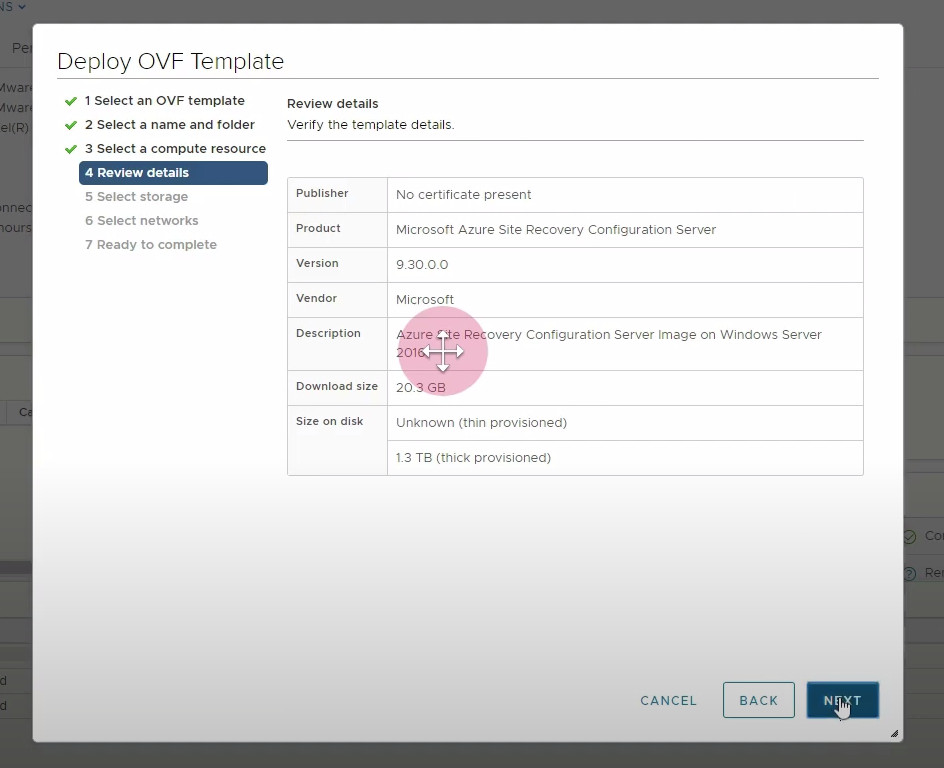 NS
Deploy OVF Template
1 Select an OVF template
2 Select a name and folder
3 Select a compute resource
4 Review details
5 Select storage
6 Select networks
7 Ready to complete
Review details
Verify the template details.
Publisher No certificate present
Product Microsoft Azure Site Recovery Configuration Server
Version 9.30.0.0
Vendor Microsoft
Description Azure Site Recovery Configuration Server Image on Windows Server
2016
Download size 20.3 GB
Size on disk Unknown (thin provisioned)
1.3 TB (thick provisioned)
CANCEL BACK NEXT